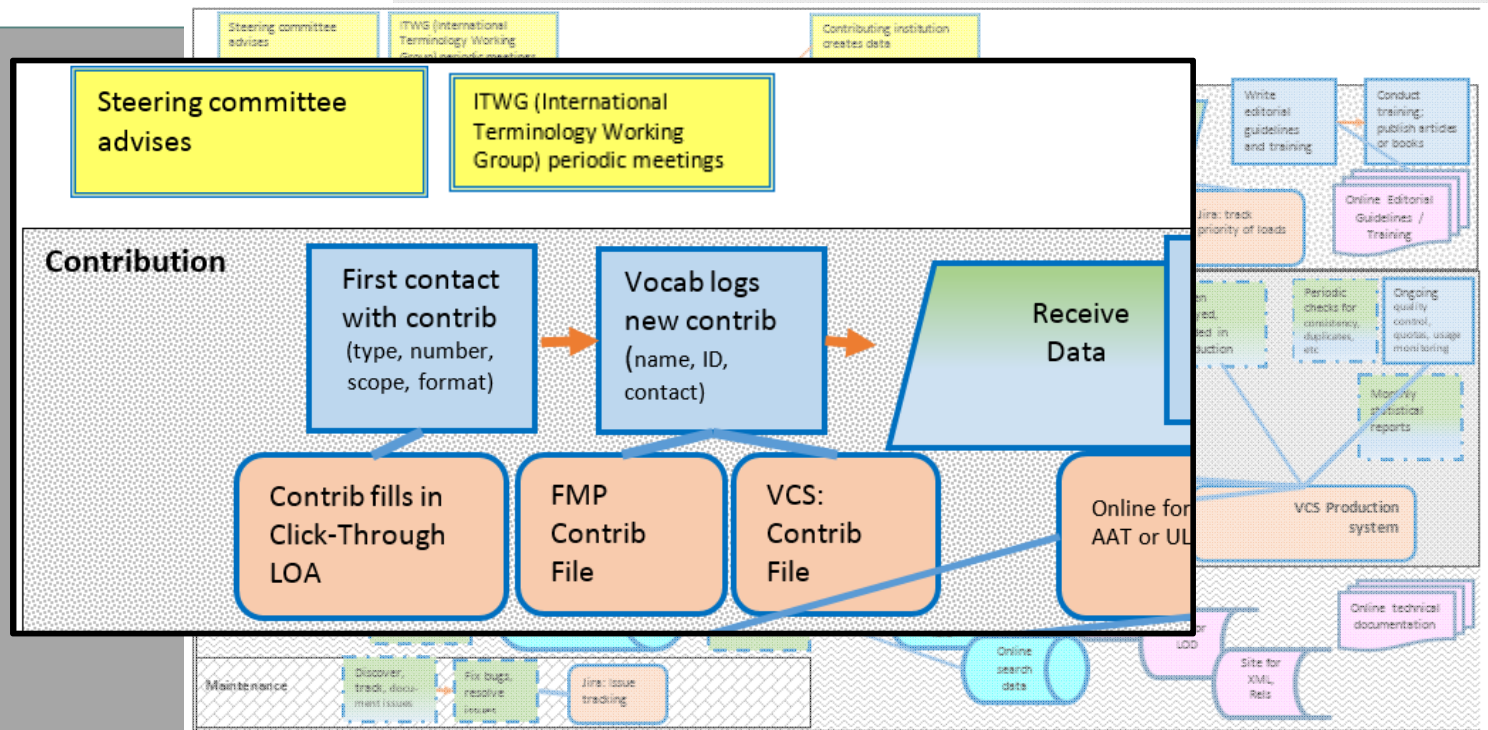 Steering committee
advises
ITWG (International
Terminology Working
Group) periodic meetings
Contributing institution
creates data
Steering committee
advises
ITWG (International
Terminology Working
Group) periodic meetings
Contribution
First contact
with contrib
(type, number,
scope, format)
Vocab logs
new contrib
(name, ID,
contact)
Receive
Data
Contrib fills in
Click-Through
LOA
FMP
Contrib
File
VCS:
Contrib
File
Online for
AAT or UL
Write
editorial
guidelines
and training
Conduct
training;
publish articles
or books
Jira: track
priority of loads
Online Editorial
Guidelines /
Training
Periodic
checks for
consistency,
duplicates,
etc
Ongoing
quality
control,
quotas, usage
monitoring
Monthly
statistical
reports
VCS Production
system
Online technical
documentation
LOD
Site for
XML,
Rels
Online
search
data
Maintenance
Discover,
track, docu-
ment issues
Fix bugs,
resolve
issues
Jira: Issue
tracking